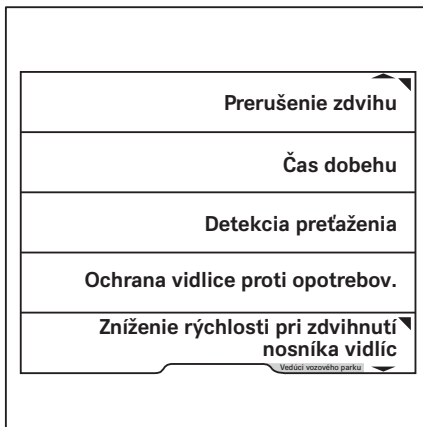 Prerušenie zdvihu
Čas dobehu
Detekcia preťaženia
Ochrana vidlice proti opotrebov.
Zníženie rýchlosti pri zdvihnutí
nosníka vidlíc
Vedúci vozového parku